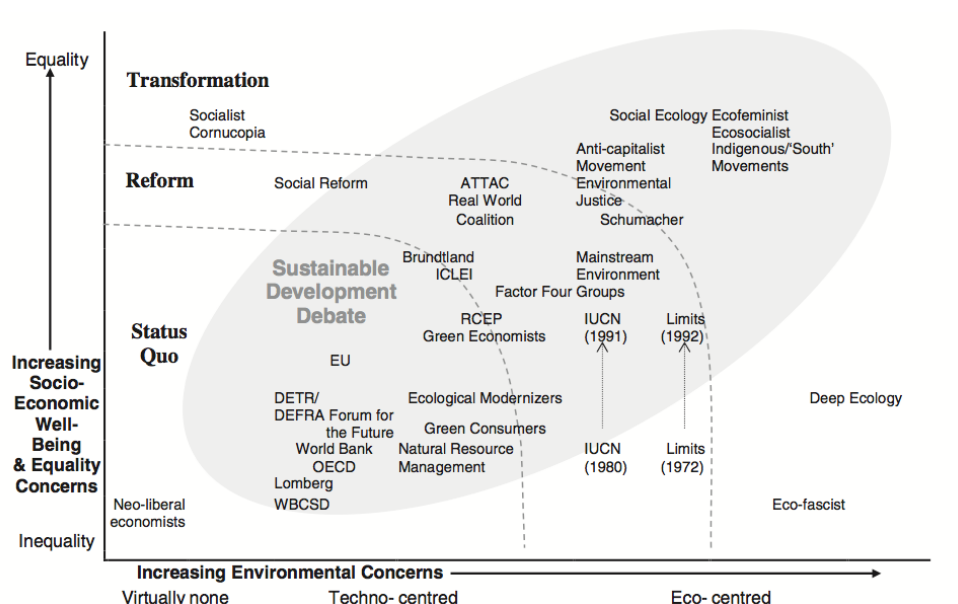 Equality
Transformation
Socialist
Cornucopia
Social Ecology Ecofeminist
Ecosocialist
Anti-capitalist Indigenous/‘South’
Movement Movements
Reform
Social Reform
ATTAC
Environmental
Real World
Justice
Coalition
Schumacher
Brundtland
ICLEI
Mainstream
Environment
Sustainable
Development
Debate
Factor Four Groups
Status
Quo
RCEP
Green Economists
IUCN
(1991)
Limits
(1992)
EU
Increasing
Socio-
Economic
Well-
Being
& Equality
Concerns
DETR/
DEFRA Forum for
the Future
Ecological Modernizers
Deep Ecology
Green Consumers
World Bank
OECD
Natural Resource
Management
IUCN
(1980)
Limits
(1972)
Lomberg
WBCSD
Neo-liberal
economists
Eco-fascist
Inequality
Increasing Environmental Concerns
Virtually none
Techno- centred
Eco- centred